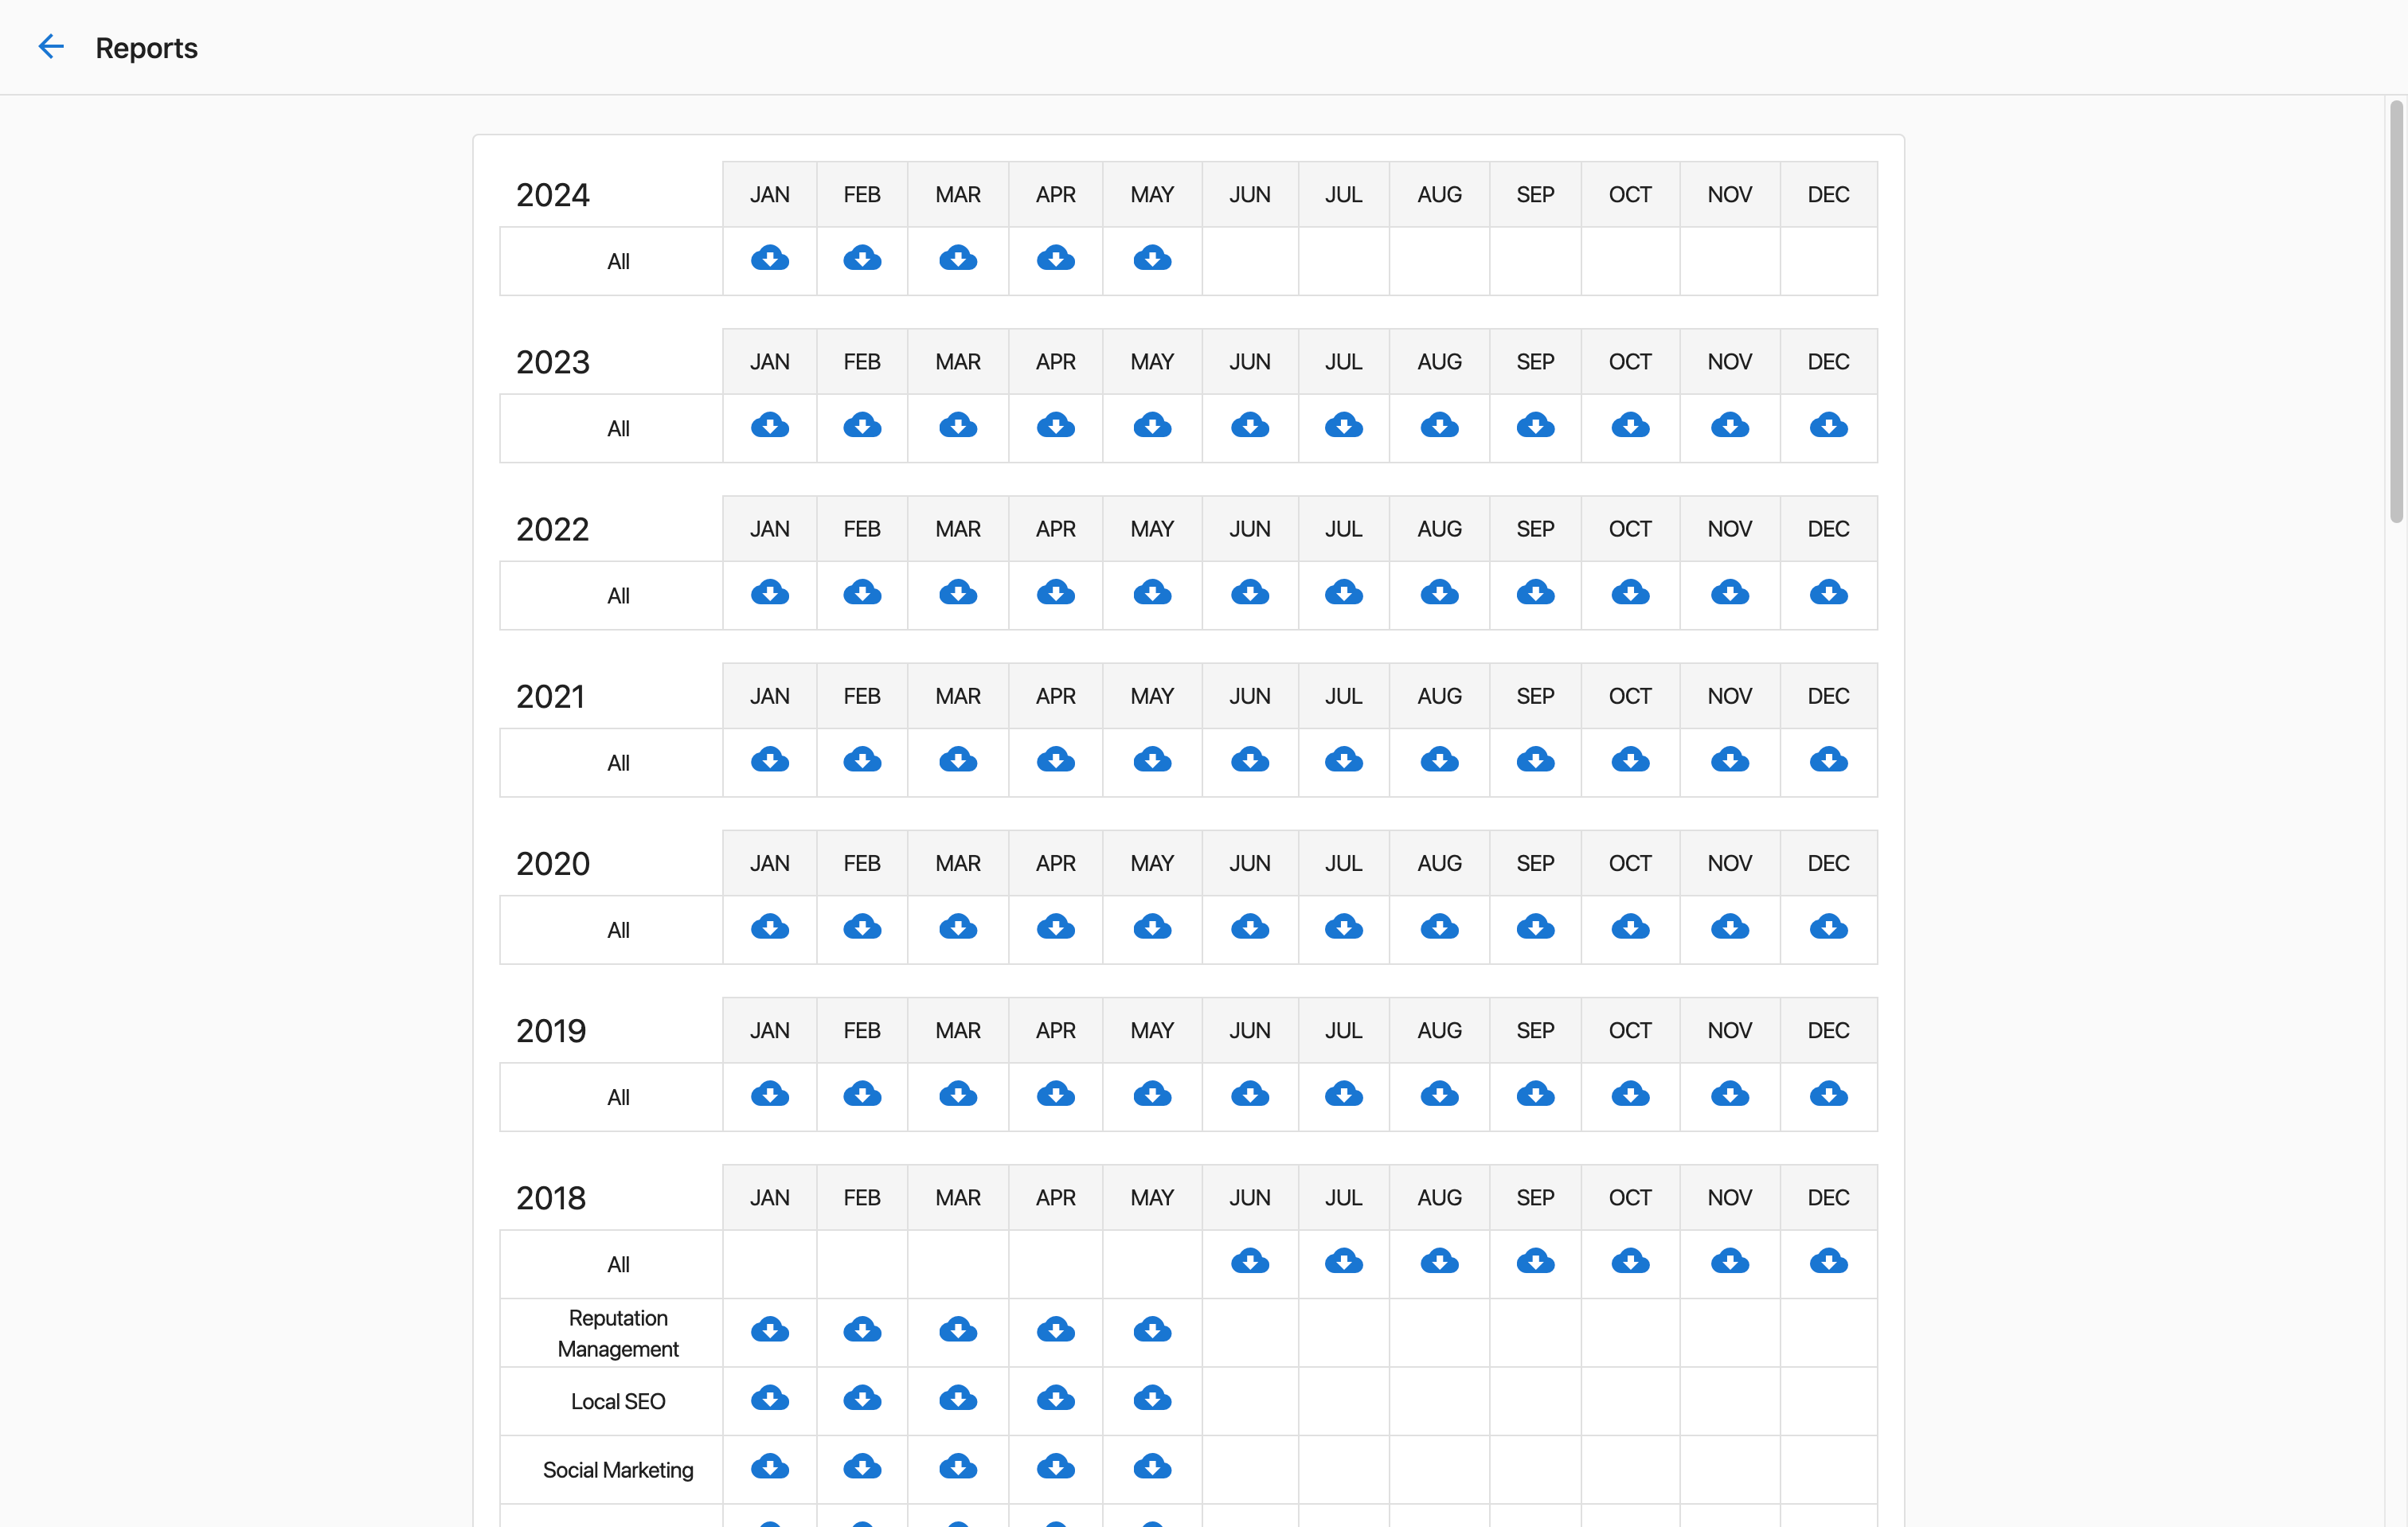 Reports
2024 JAN FEB MAR APR MAY JUN JUL AUG SEP OCT NOV DEC
All
2023 JAN FEB MAR APR MAY JUN JUL AUG SEP OCT NOV DEC
All
2022 JAN FEB MAR APR MAY JUN JUL AUG SEP OCT NOV DEC
All
2021 JAN FEB MAR APR MAY JUN JUL AUG SEP OCT NOV DEC
All
2020 JAN FEB MAR APR MAY JUN JUL AUG SEP OCT NOV DEC
All
2019 JAN FEB MAR APR MAY JUN JUL AUG SEP OCT NOV DEC
All
2018 JAN FEB MAR APR MAY JUN JUL AUG SEP OCT NOV DEC
All
Reputation
Management
Local SEO
Social Marketing